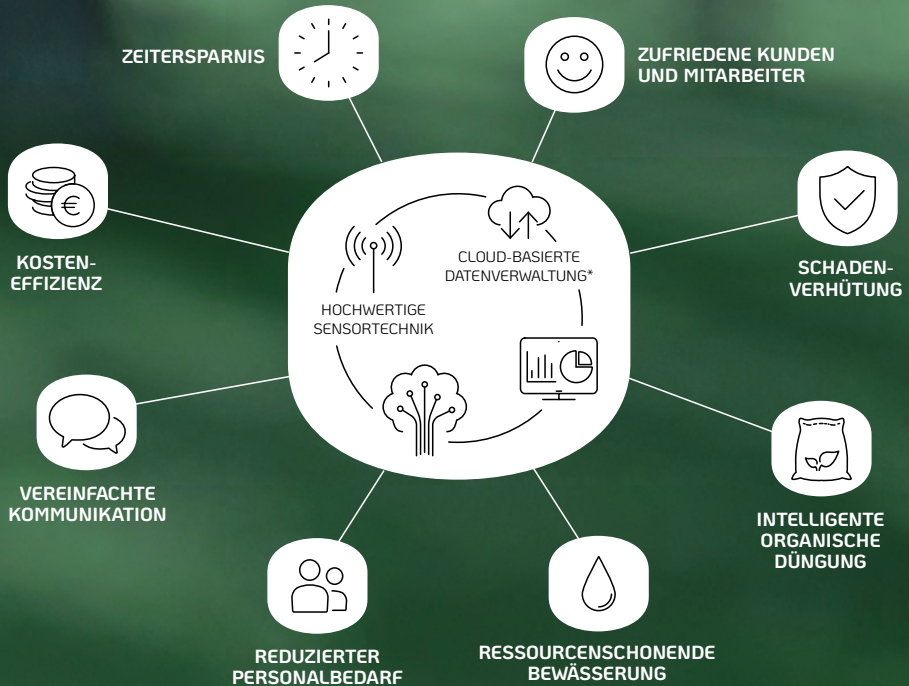 ZEITERSPARNIS
ZUFRIEDENE KUNDEN
UND MITARBEITER
KOSTEN-
EFFIZIENZ
SCHADEN-
VERHÜTUNG
CLOUD-BASIERTE
DATENVERWALTUNG*
HOCHWERTIGE
SENSORTECHNIK
VEREINFACHTE
KOMMUNIKATION
INTELLIGENTE
ORGANISCHE
DÜNGUNG
REDUZIERTER
PERSONALBEDARF
RESSOURCENSCHONENDE
BEWÄSSERUNG